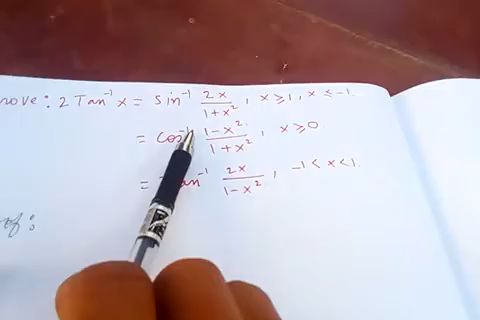 rove: 2 Tan⁻¹ x = sin⁻¹ 2x/1+x², x ≥ 1, x ≤ -1
= cos⁻¹ 1-x²/1+x², x ≥ 0
= an⁻¹ 2x/1-x², -1 < x < 1.
of: